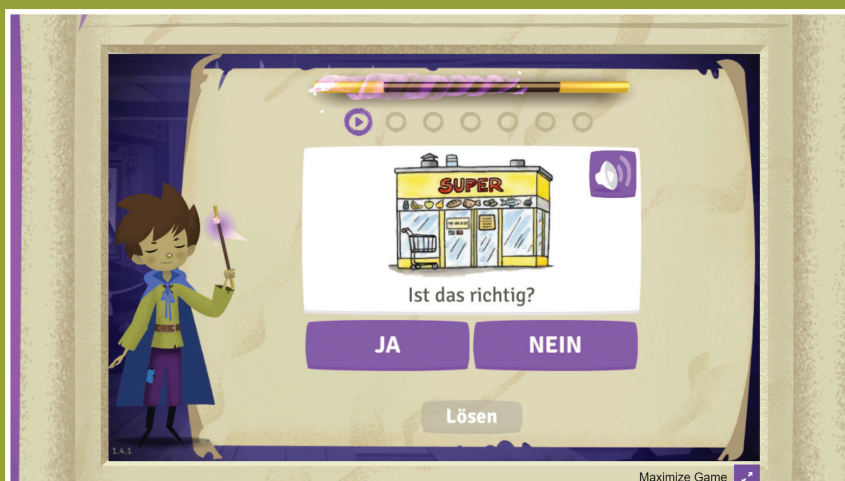 SUPER
Ist das richtig?
JA NEIN
Lösen
1.4.1
Maximize Game